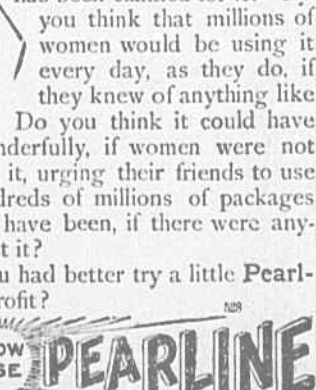 you think that millions of
women would be using it
every day, as they do, if
they knew of anything like
Do you think it could have
nderfully, if women were not
it, urging their friends to use
dreds of millions of packages
have been, if there were any-
t it?
u had better try a little Pearl-
rofit?
OW
SE
PEARLINE